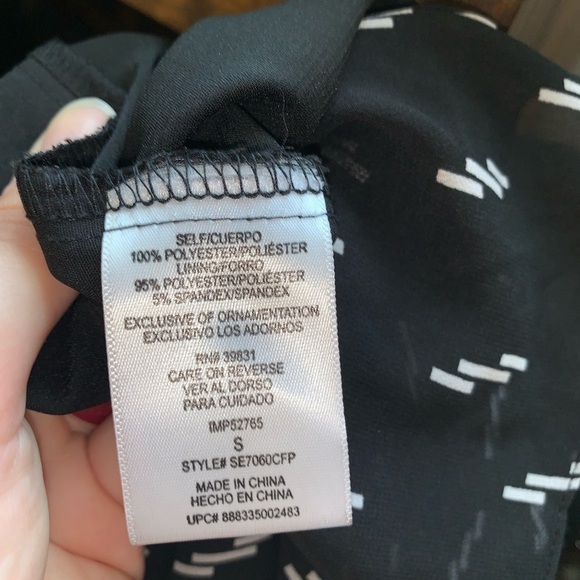 SELF/CUERPO
100% POLYESTER/POLIÉSTER
LINING/FORRO
95% POLYESTER/POLIÉSTER
5% SPANDEX/SPANDEX
EXCLUSIVE OF ORNAMENTATION
EXCLUSIVO LOS ADORNOS
RN# 39831
CARE ON REVERSE
VER AL DORSO
PARA CUIDADO
IMP52765
S
STYLE# SE7060CFP
MADE IN CHINA
HECHO EN CHINA
UPC# 888335002483